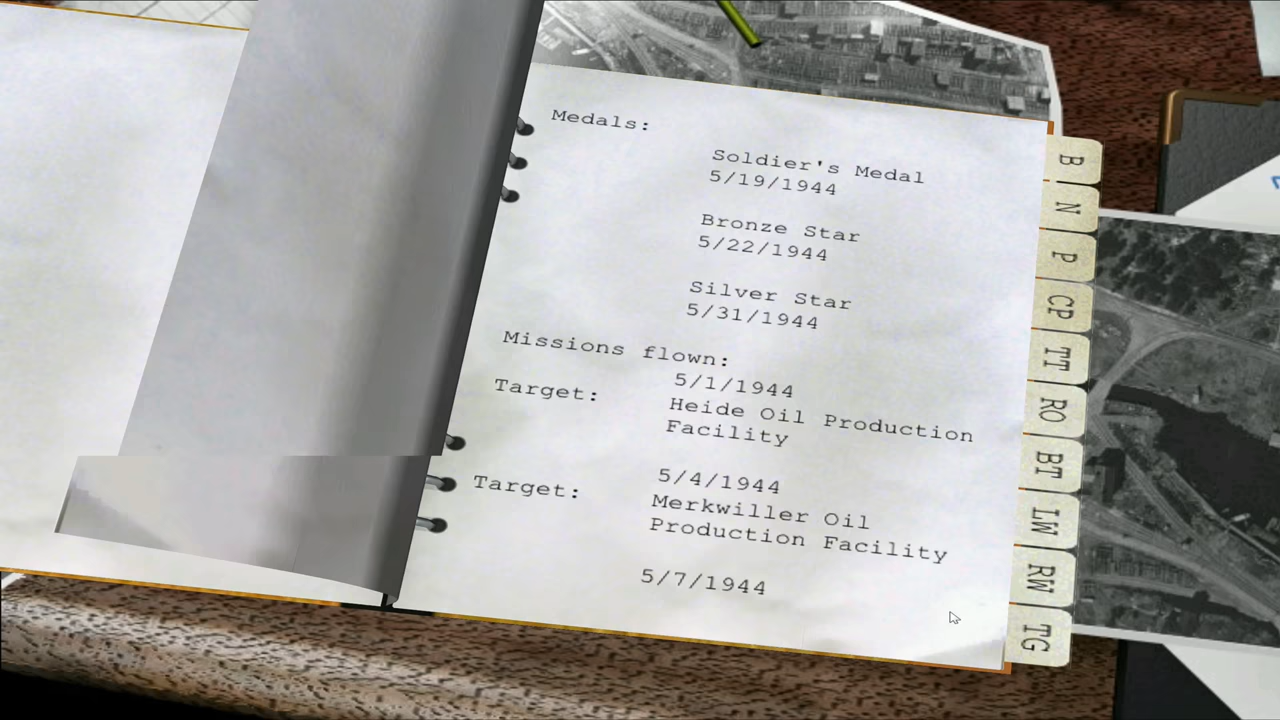 Medals:
Soldier's Medal
5/19/1944
Bronze Star
5/22/1944
Silver Star
5/31/1944
Missions flown:
5/1/1944
Target: Heide Oil Production
Facility
5/4/1944
Target: Merkwiller Oil
Production Facility
5/7/1944
B
N
P
CP
TT
RO
BT
LW
RW
TG